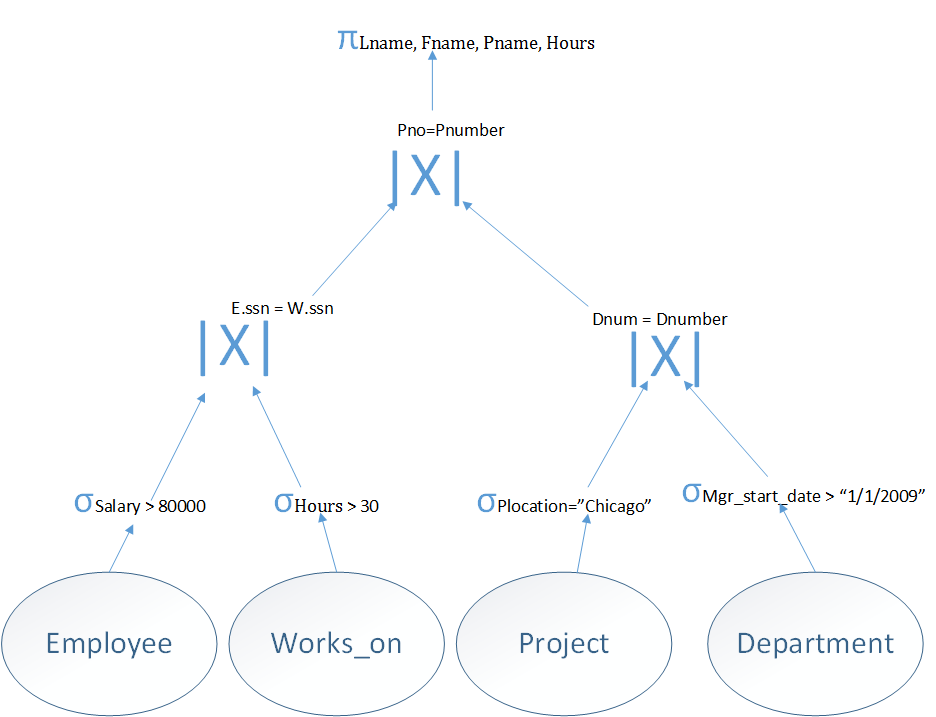 πLname, Fname, Pname, Hours
Pno=Pnumber
|X|
E.ssn = W.ssn
|X|
Dnum = Dnumber
|X|
σSalary > 80000
σHours > 30
σPlocation=”Chicago”
σMgr_start_date > “1/1/2009”
Employee
Works_on
Project
Department